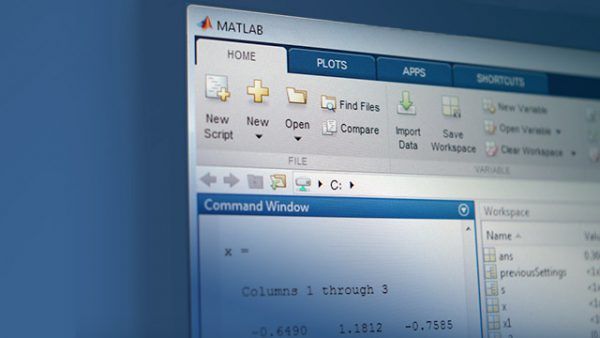 MATLAB
HOME
PLOTS
APPS
SHORTCUTS
New Script
New
Open
Find Files
Compare
Import Data
Save Workspace
New Variable
Open Variable
Clear Workspace
FILE
VARIABLE
C:
Command Window
Workspace
x =
Columns 1 through 3
-0.6490 1.1812 -0.7585
Name
ans
previousSettings
s
x
x1